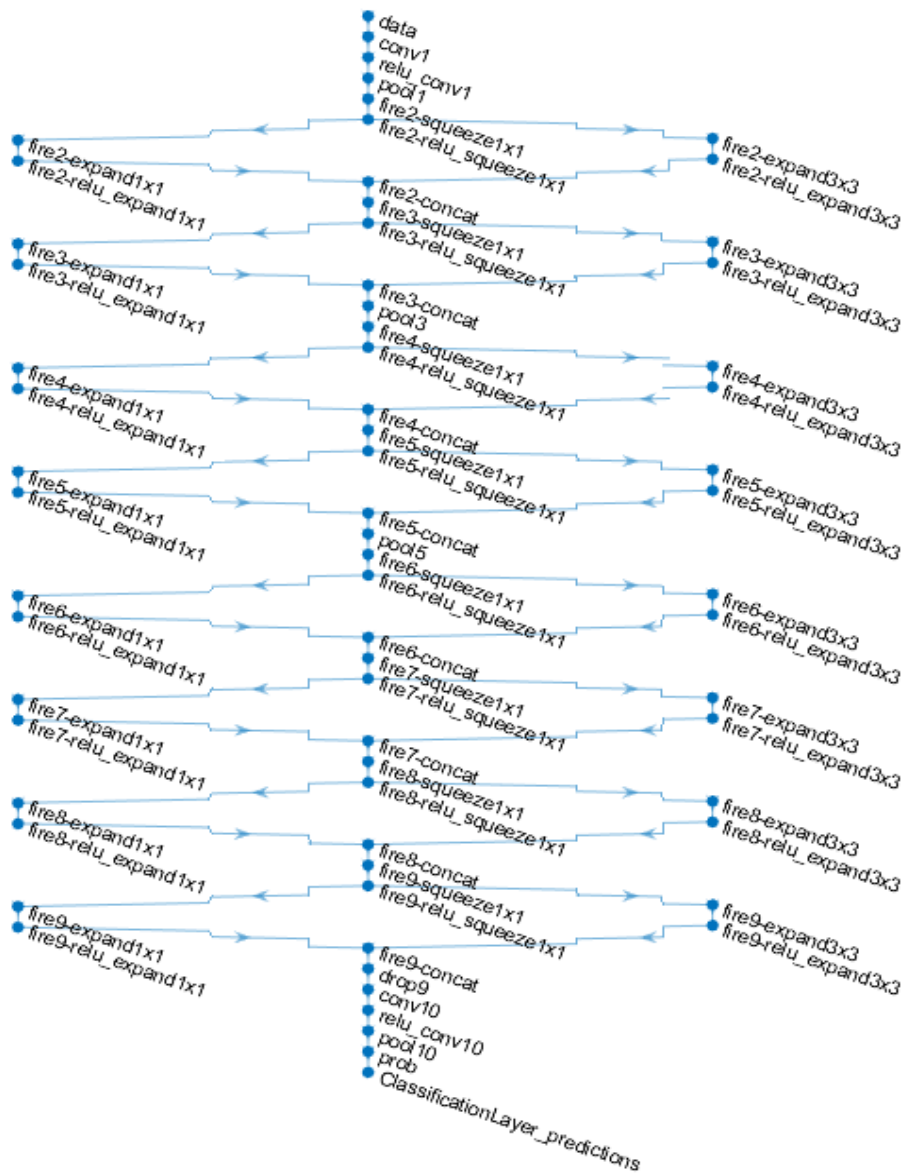 data
conv1
relu_conv1
pool1
fire2-squeeze1x1
fire2-relu_squeeze1x1
fire2-expand1x1
fire2-relu_expand1x1
fire2-expand3x3
fire2-relu_expand3x3
fire2-concat
fire3-squeeze1x1
fire3-relu_squeeze1x1
fire3-expand1x1
fire3-relu_expand1x1
fire3-expand3x3
fire3-relu_expand3x3
fire3-concat
pool3
fire4-squeeze1x1
fire4-relu_squeeze1x1
fire4-expand1x1
fire4-relu_expand1x1
fire4-expand3x3
fire4-relu_expand3x3
fire4-concat
fire5-squeeze1x1
fire5-relu_squeeze1x1
fire5-expand1x1
fire5-relu_expand1x1
fire5-expand3x3
fire5-relu_expand3x3
fire5-concat
pool5
fire6-squeeze1x1
fire6-relu_squeeze1x1
fire6-expand1x1
fire6-relu_expand1x1
fire6-expand3x3
fire6-relu_expand3x3
fire6-concat
fire7-squeeze1x1
fire7-relu_squeeze1x1
fire7-expand1x1
fire7-relu_expand1x1
fire7-expand3x3
fire7-relu_expand3x3
fire7-concat
fire8-squeeze1x1
fire8-relu_squeeze1x1
fire8-expand1x1
fire8-relu_expand1x1
fire8-expand3x3
fire8-relu_expand3x3
fire8-concat
fire9-squeeze1x1
fire9-relu_squeeze1x1
fire9-expand1x1
fire9-relu_expand1x1
fire9-expand3x3
fire9-relu_expand3x3
fire9-concat
drop9
conv10
relu_conv10
pool10
prob
ClassificationLayer_predictions